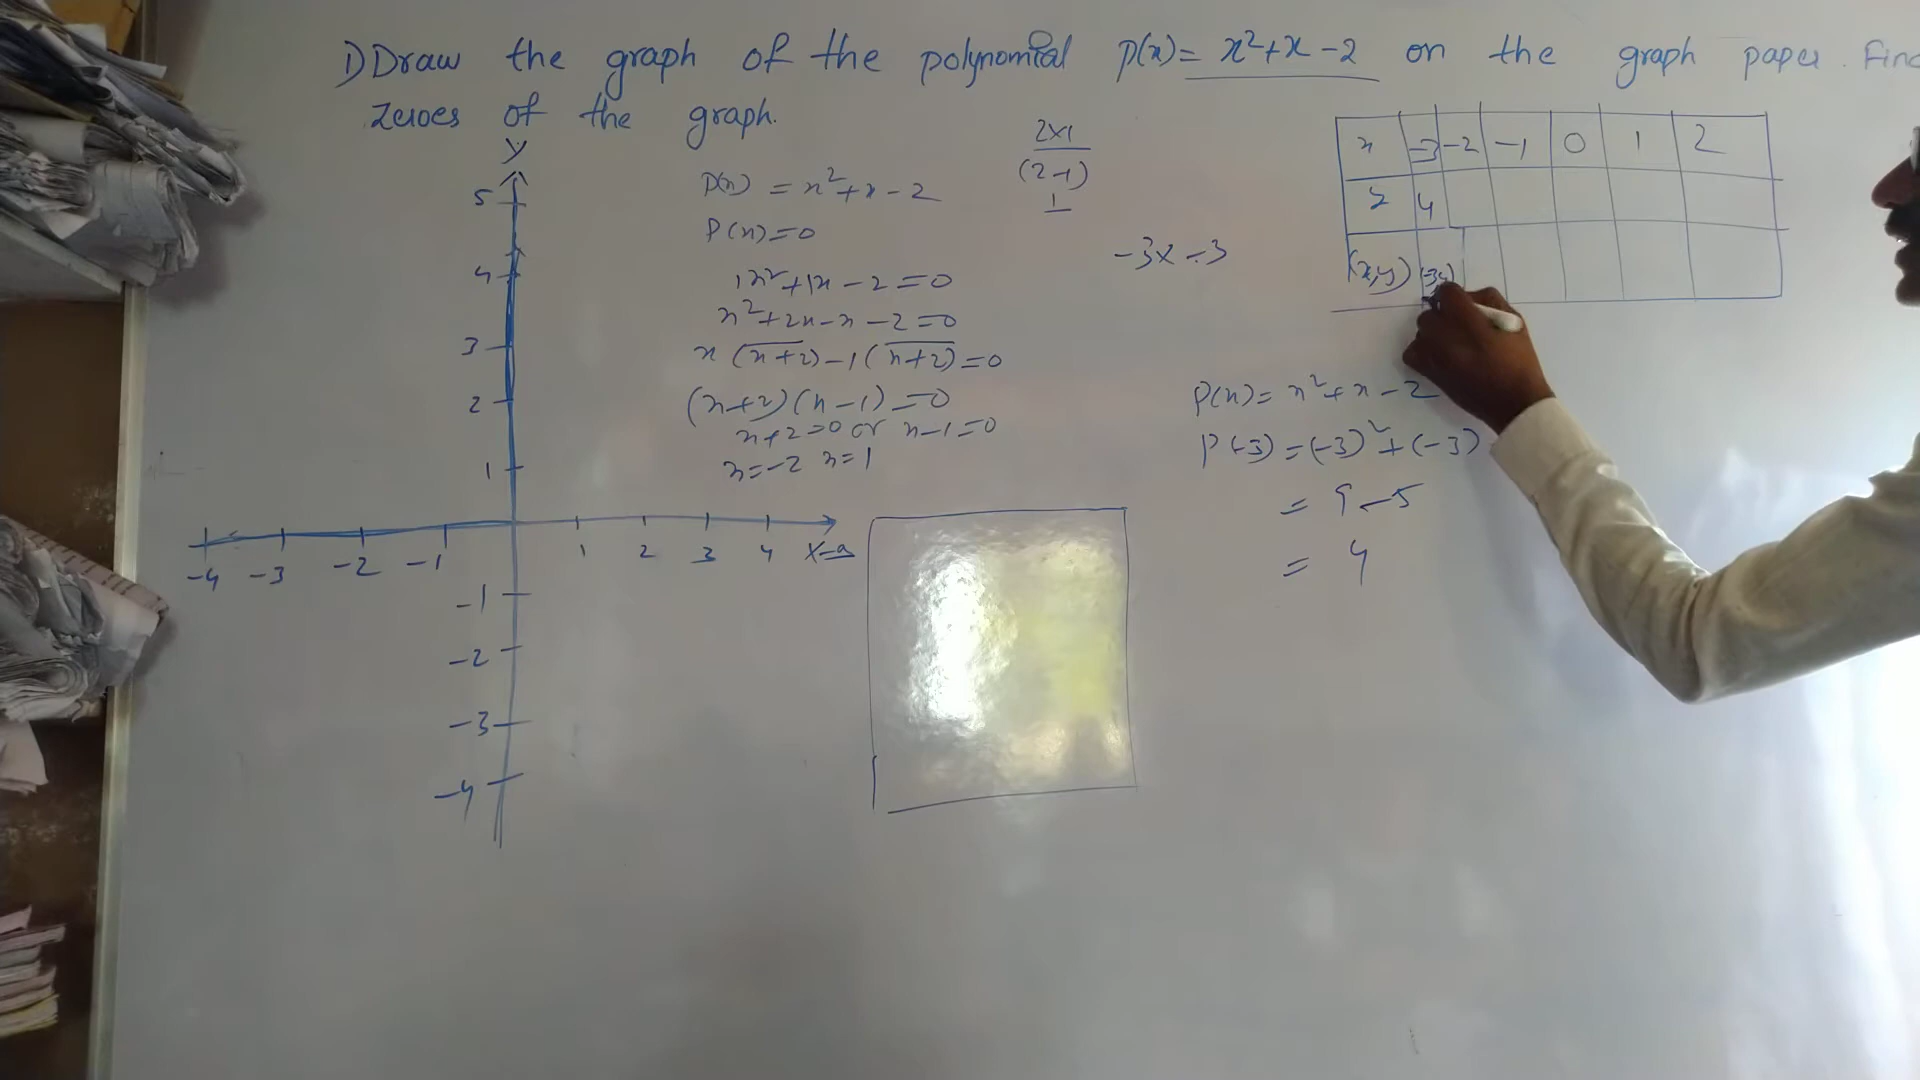 1) Draw the graph of the polynomial p(x) = x²+x-2 on the graph paper. Find
zeroes of the graph.
y
5
4
3
2
1
-4 -3 -2 -1 1 2 3 4
-1
-2
-3
-4
P(x) = x²+x-2
P(x)=0
1x²+1x-2=0
x²+2x-x-2=0
x(x+2)-1(x+2)=0
(x+2)(x-1)=0
x+2=0 or x-1=0
x=-2 x=1
2x1
(2-1)
1
-3x-3
x -3 -2 -1 0 1 2
y 4
(x,y) (-3,4)
P(x)= x²+x-2
P(-3)=(-3)²+(-3)
= 9-5
= 4